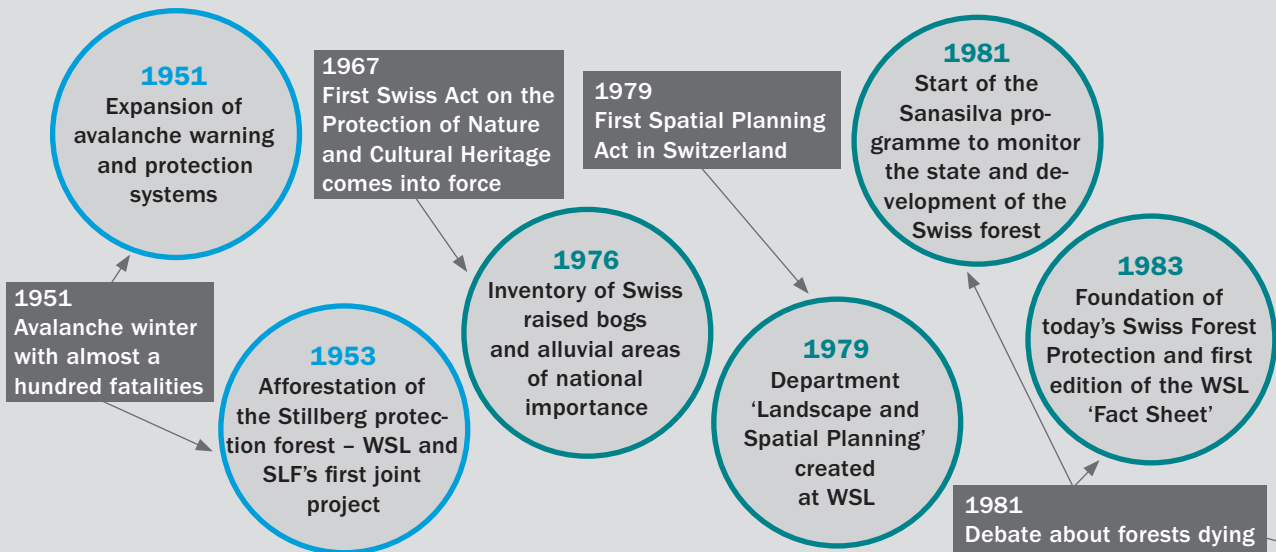 1951
Expansion of
avalanche warning
and protection
systems
1951
Avalanche winter
with almost a
hundred fatalities
1953
Afforestation of
the Stillberg protec-
tion forest – WSL and
SLF’s first joint
project
1967
First Swiss Act on the
Protection of Nature
and Cultural Heritage
comes into force
1976
Inventory of Swiss
raised bogs
and alluvial areas
of national
importance
1979
First Spatial Planning
Act in Switzerland
1979
Department
‘Landscape and
Spatial Planning’
created
at WSL
1981
Start of the
Sanasilva pro-
gramme to monitor
the state and de-
velopment of the
Swiss forest
1983
Foundation of
today’s Swiss Forest
Protection and first
edition of the WSL
‘Fact Sheet’
1981
Debate about forests dying